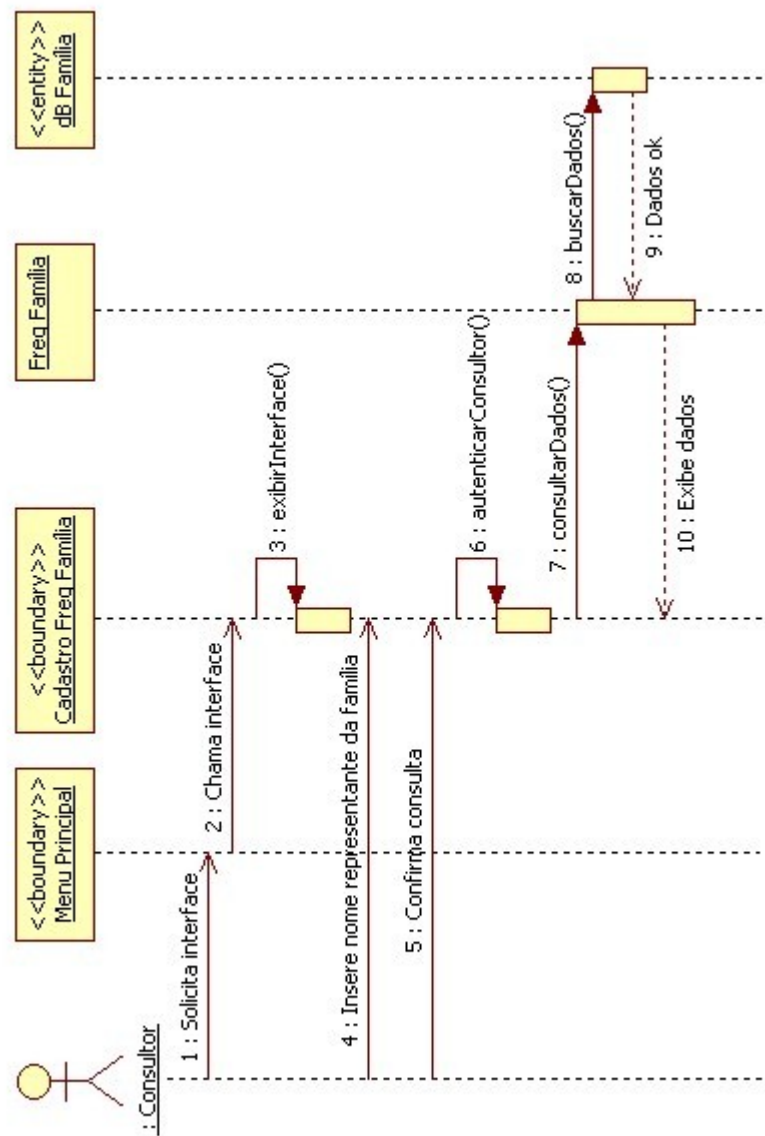 : Consultor
<<boundary>>
Menu Principal
<<boundary>>
Cadastro Freq Família
Freq Família
<<entity>>
dB Família
1 : Solicita interface
2 : Chama interface
3 : exibirInterface()
4 : Insere nome representante da família
5 : Confirma consulta
6 : autenticarConsultor()
7 : consultarDados()
8 : buscarDados()
9 : Dados ok
10 : Exibe dados